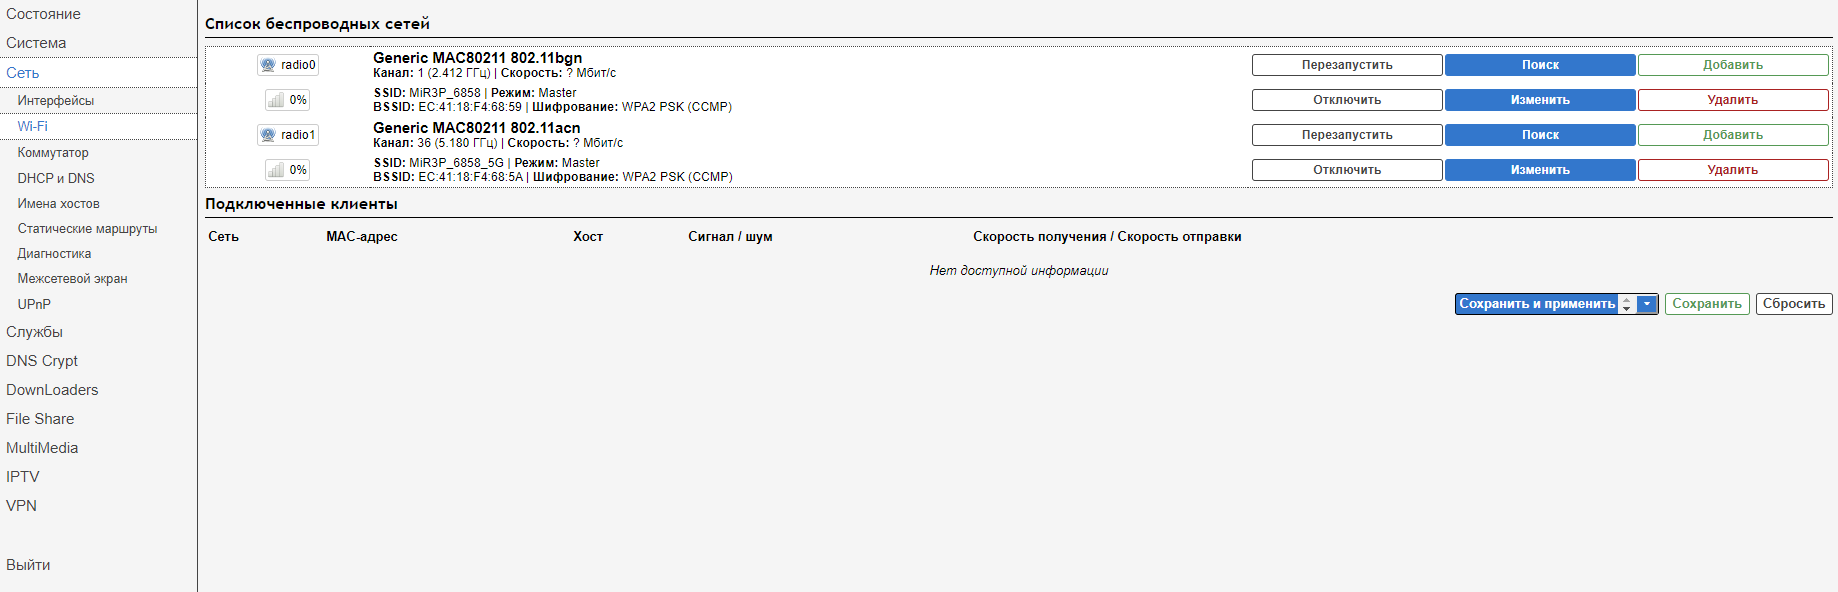 Состояние
Система
Сеть
Интерфейсы
Wi-Fi
Коммутатор
DHCP и DNS
Имена хостов
Статические маршруты
Диагностика
Межсетевой экран
UPnP
Службы
DNS Crypt
DownLoaders
File Share
MultiMedia
IPTV
VPN
Выйти
Список беспроводных сетей
radio0 Generic MAC80211 802.11bgn
Канал: 1 (2.412 ГГц) | Скорость: ? Мбит/с
Перезапустить Поиск Добавить
0% SSID: MiR3P_6858 | Режим: Master
BSSID: EC:41:18:F4:68:59 | Шифрование: WPA2 PSK (CCMP)
Отключить Изменить Удалить
radio1 Generic MAC80211 802.11acn
Канал: 36 (5.180 ГГц) | Скорость: ? Мбит/с
Перезапустить Поиск Добавить
0% SSID: MiR3P_6858_5G | Режим: Master
BSSID: EC:41:18:F4:68:5A | Шифрование: WPA2 PSK (CCMP)
Отключить Изменить Удалить
Подключенные клиенты
Сеть MAC-адрес Хост Сигнал / шум Скорость получения / Скорость отправки
Нет доступной информации
Сохранить и применить Сохранить Сбросить